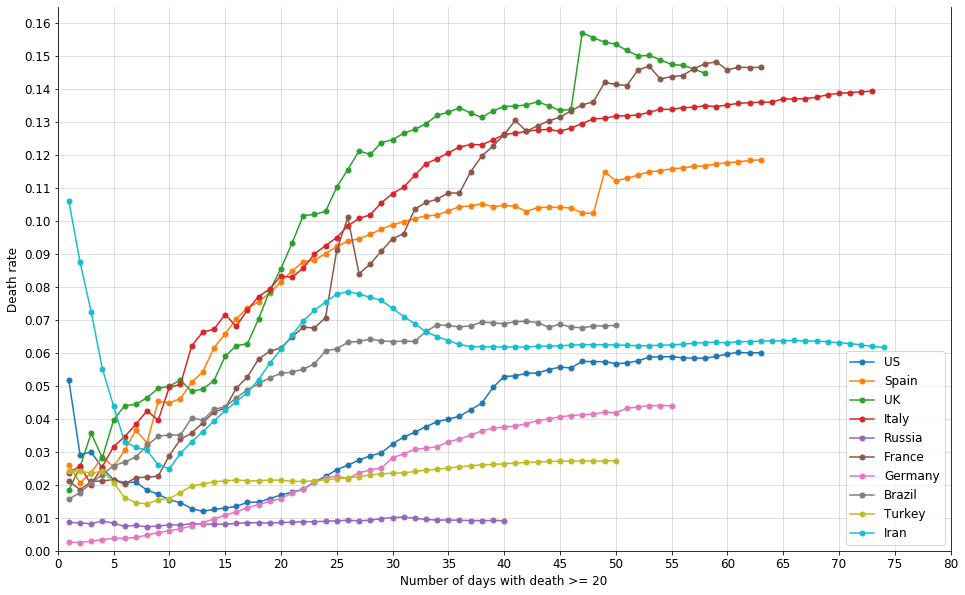 0.16
0.15
0.14
0.13
0.12
0.11
0.10
0.09
0.08
0.07
0.06
0.05
0.04
0.03
0.02
0.01
0.00
Death rate
0 5 10 15 20 25 30 35 40 45 50 55 60 65 70 75 80
Number of days with death >= 20
US
Spain
UK
Italy
Russia
France
Germany
Brazil
Turkey
Iran